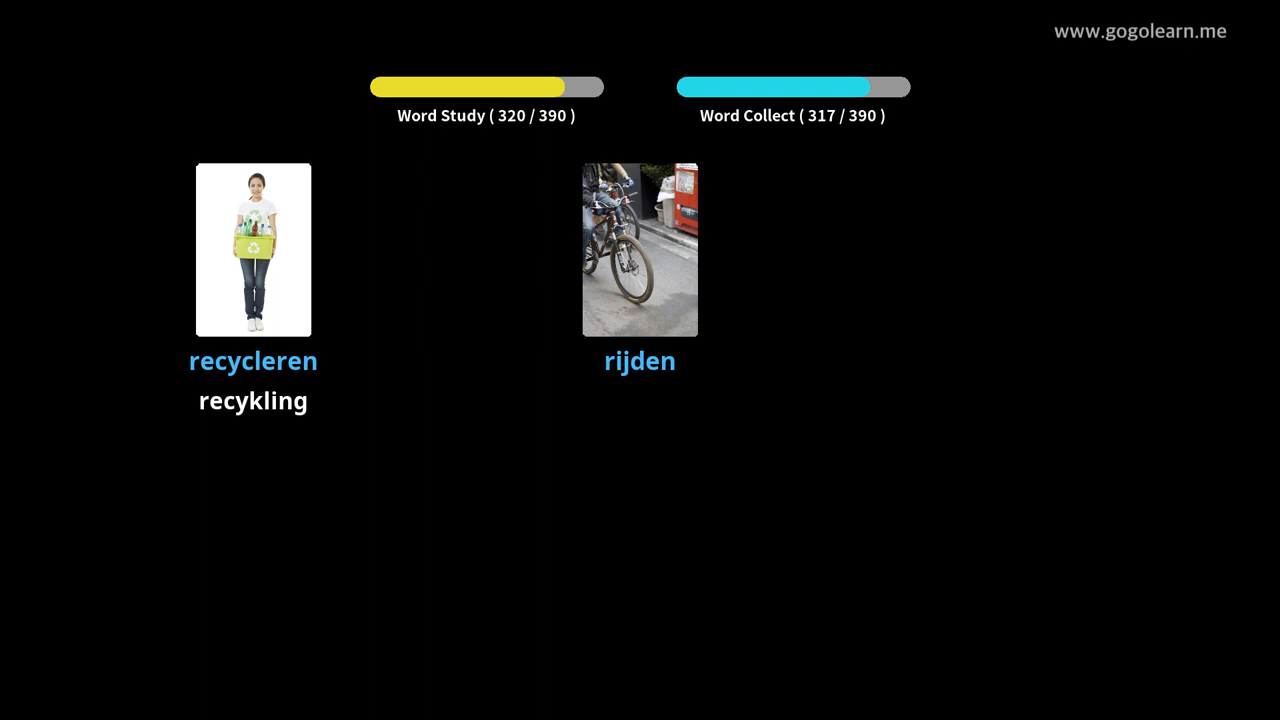 www.gogolearn.me
Word Study ( 320 / 390 )
Word Collect ( 317 / 390 )
recycleren
rijden
recykling